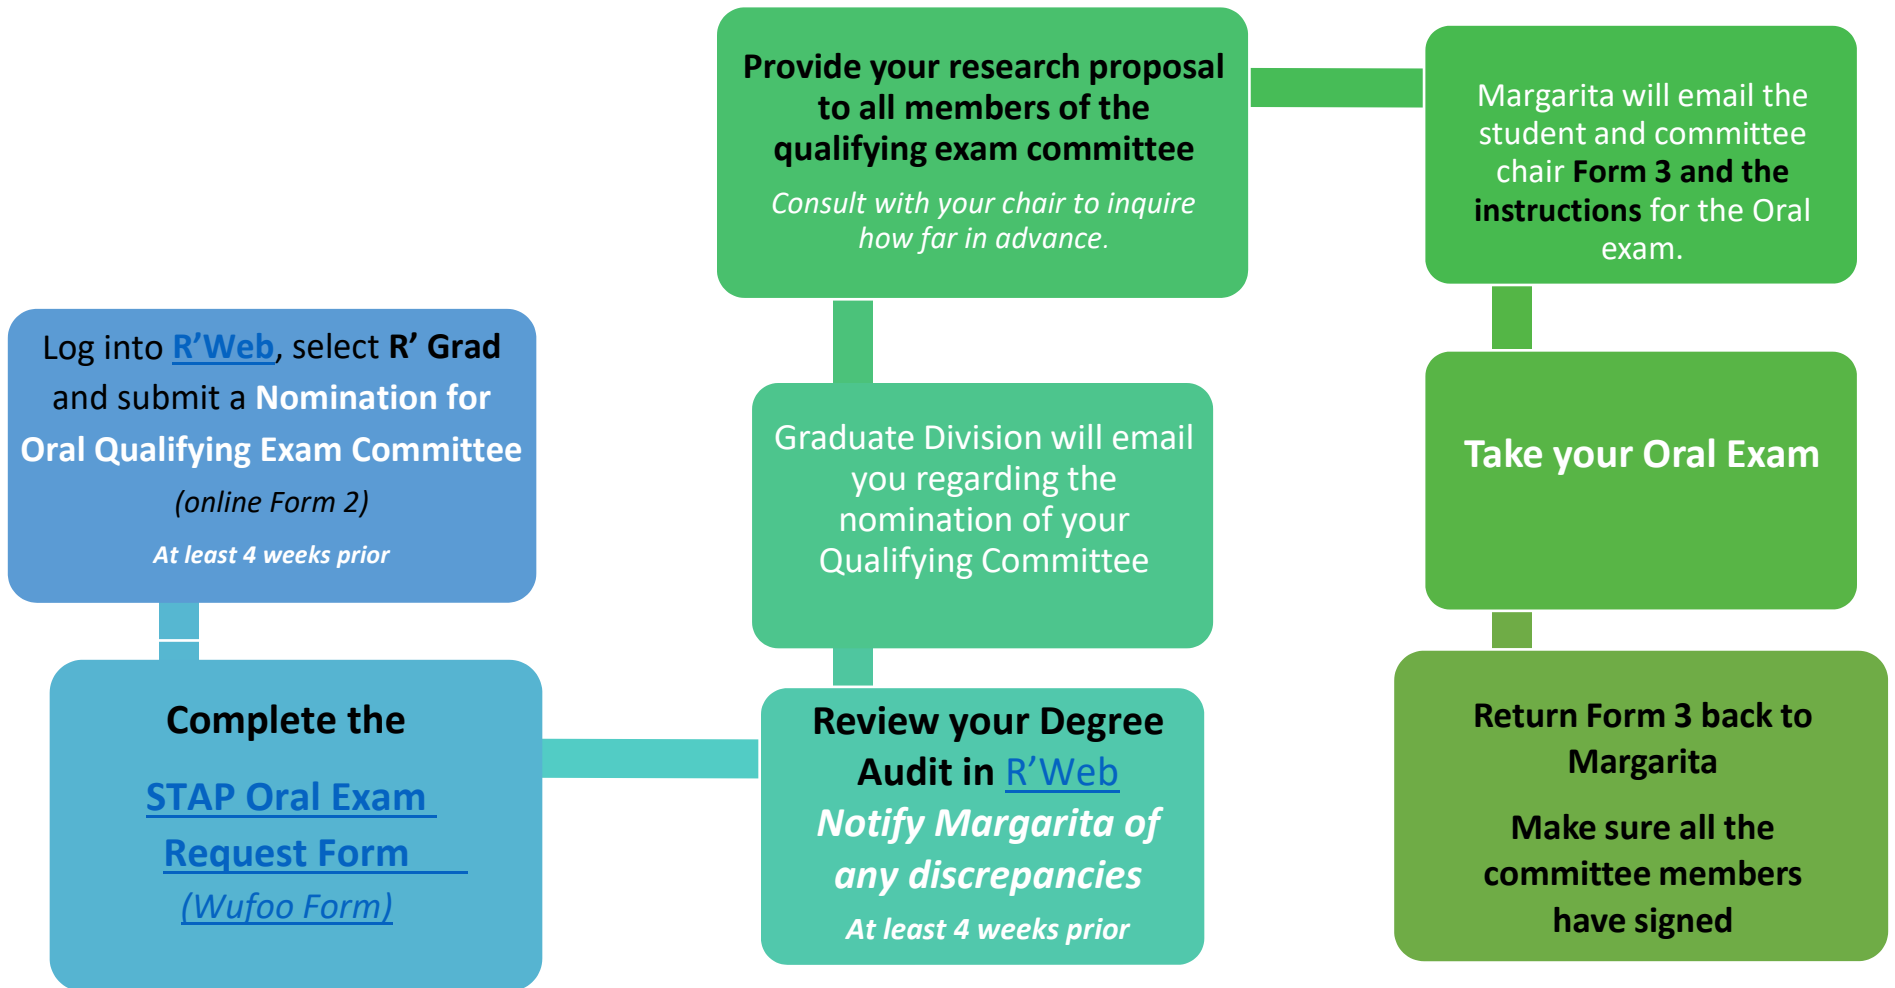 Log into R’Web, select R’ Grad
and submit a Nomination for
Oral Qualifying Exam Committee
(online Form 2)
At least 4 weeks prior
Complete the
STAP Oral Exam
Request Form
(Wufoo Form)
Review your Degree
Audit in R’Web
Notify Margarita of
any discrepancies
At least 4 weeks prior
Graduate Division will email
you regarding the
nomination of your
Qualifying Committee
Provide your research proposal
to all members of the
qualifying exam committee
Consult with your chair to inquire
how far in advance.
Margarita will email the
student and committee
chair Form 3 and the
instructions for the Oral
exam.
Take your Oral Exam
Return Form 3 back to
Margarita
Make sure all the
committee members
have signed